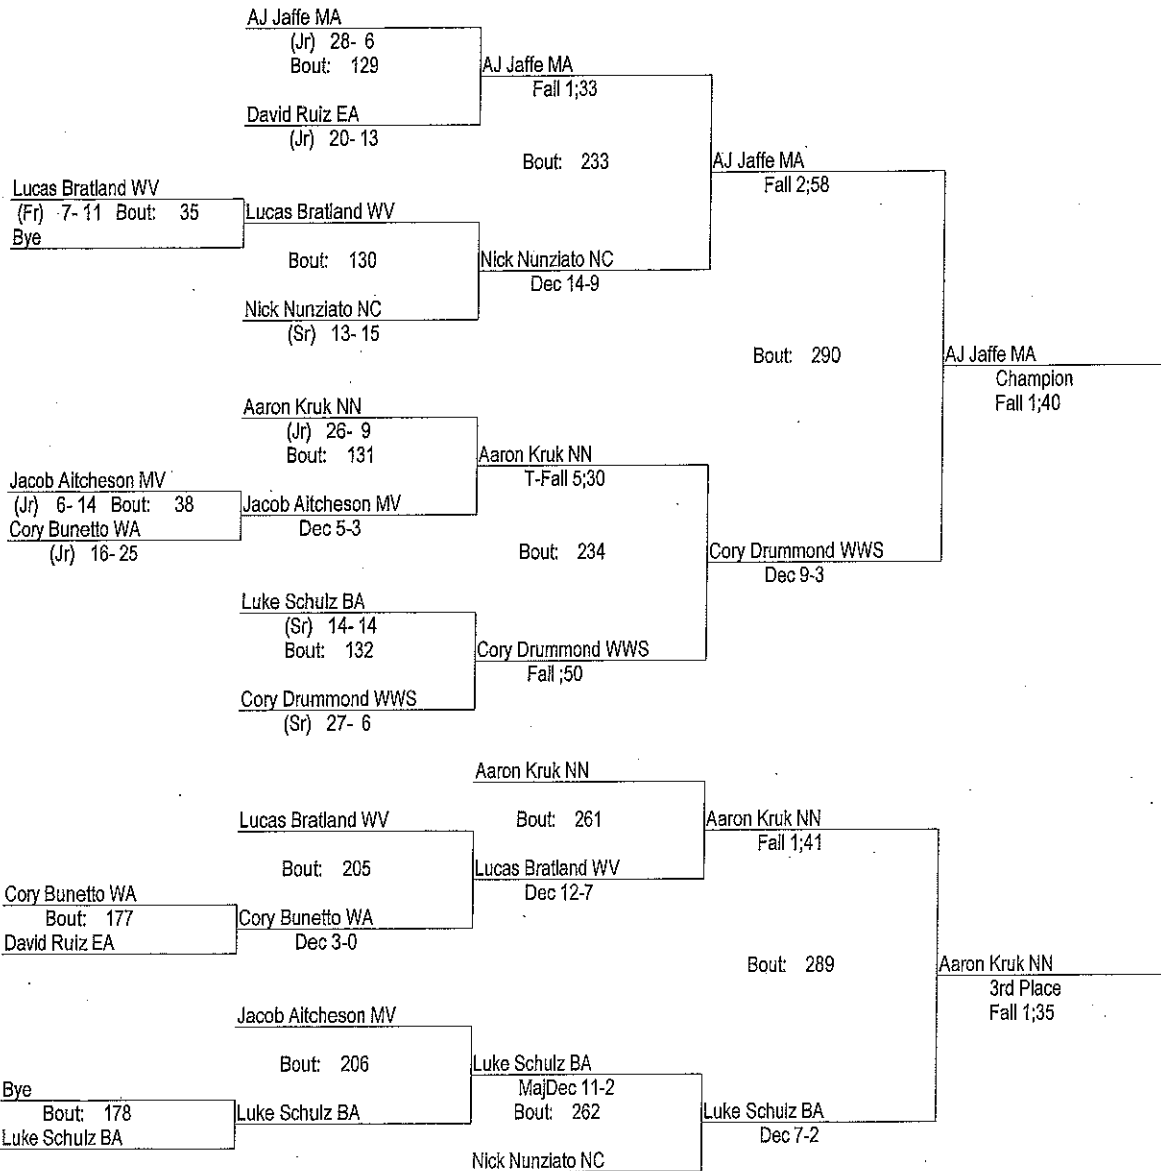 AJ Jaffe MA
(Jr) 28- 6
Bout: 129
AJ Jaffe MA
Fall 1;33
David Ruiz EA
(Jr) 20- 13
Bout: 233
AJ Jaffe MA
Fall 2;58
Lucas Bratland WV
(Fr) 7- 11 Bout: 35
Bye
Lucas Bratland WV
Bout: 130
Nick Nunziato NC
Dec 14-9
Nick Nunziato NC
(Sr) 13- 15
Bout: 290
AJ Jaffe MA
Champion
Fall 1;40
Aaron Kruk NN
(Jr) 26- 9
Bout: 131
Aaron Kruk NN
T-Fall 5;30
Jacob Aitcheson MV
(Jr) 6- 14 Bout: 38
Cory Bunetto WA
(Jr) 16- 25
Jacob Aitcheson MV
Dec 5-3
Bout: 234
Cory Drummond WWS
Dec 9-3
Luke Schulz BA
(Sr) 14- 14
Bout: 132
Cory Drummond WWS
Fall ;50
Cory Drummond WWS
(Sr) 27- 6
Aaron Kruk NN
Bout: 261
Aaron Kruk NN
Fall 1;41
Lucas Bratland WV
Bout: 205
Lucas Bratland WV
Dec 12-7
Cory Bunetto WA
Bout: 177
David Ruiz EA
Cory Bunetto WA
Dec 3-0
Bout: 289
Aaron Kruk NN
3rd Place
Fall 1;35
Jacob Aitcheson MV
Bout: 206
Luke Schulz BA
MajDec 11-2
Bout: 262
Bye
Bout: 178
Luke Schulz BA
Luke Schulz BA
Luke Schulz BA
Dec 7-2
Nick Nunziato NC